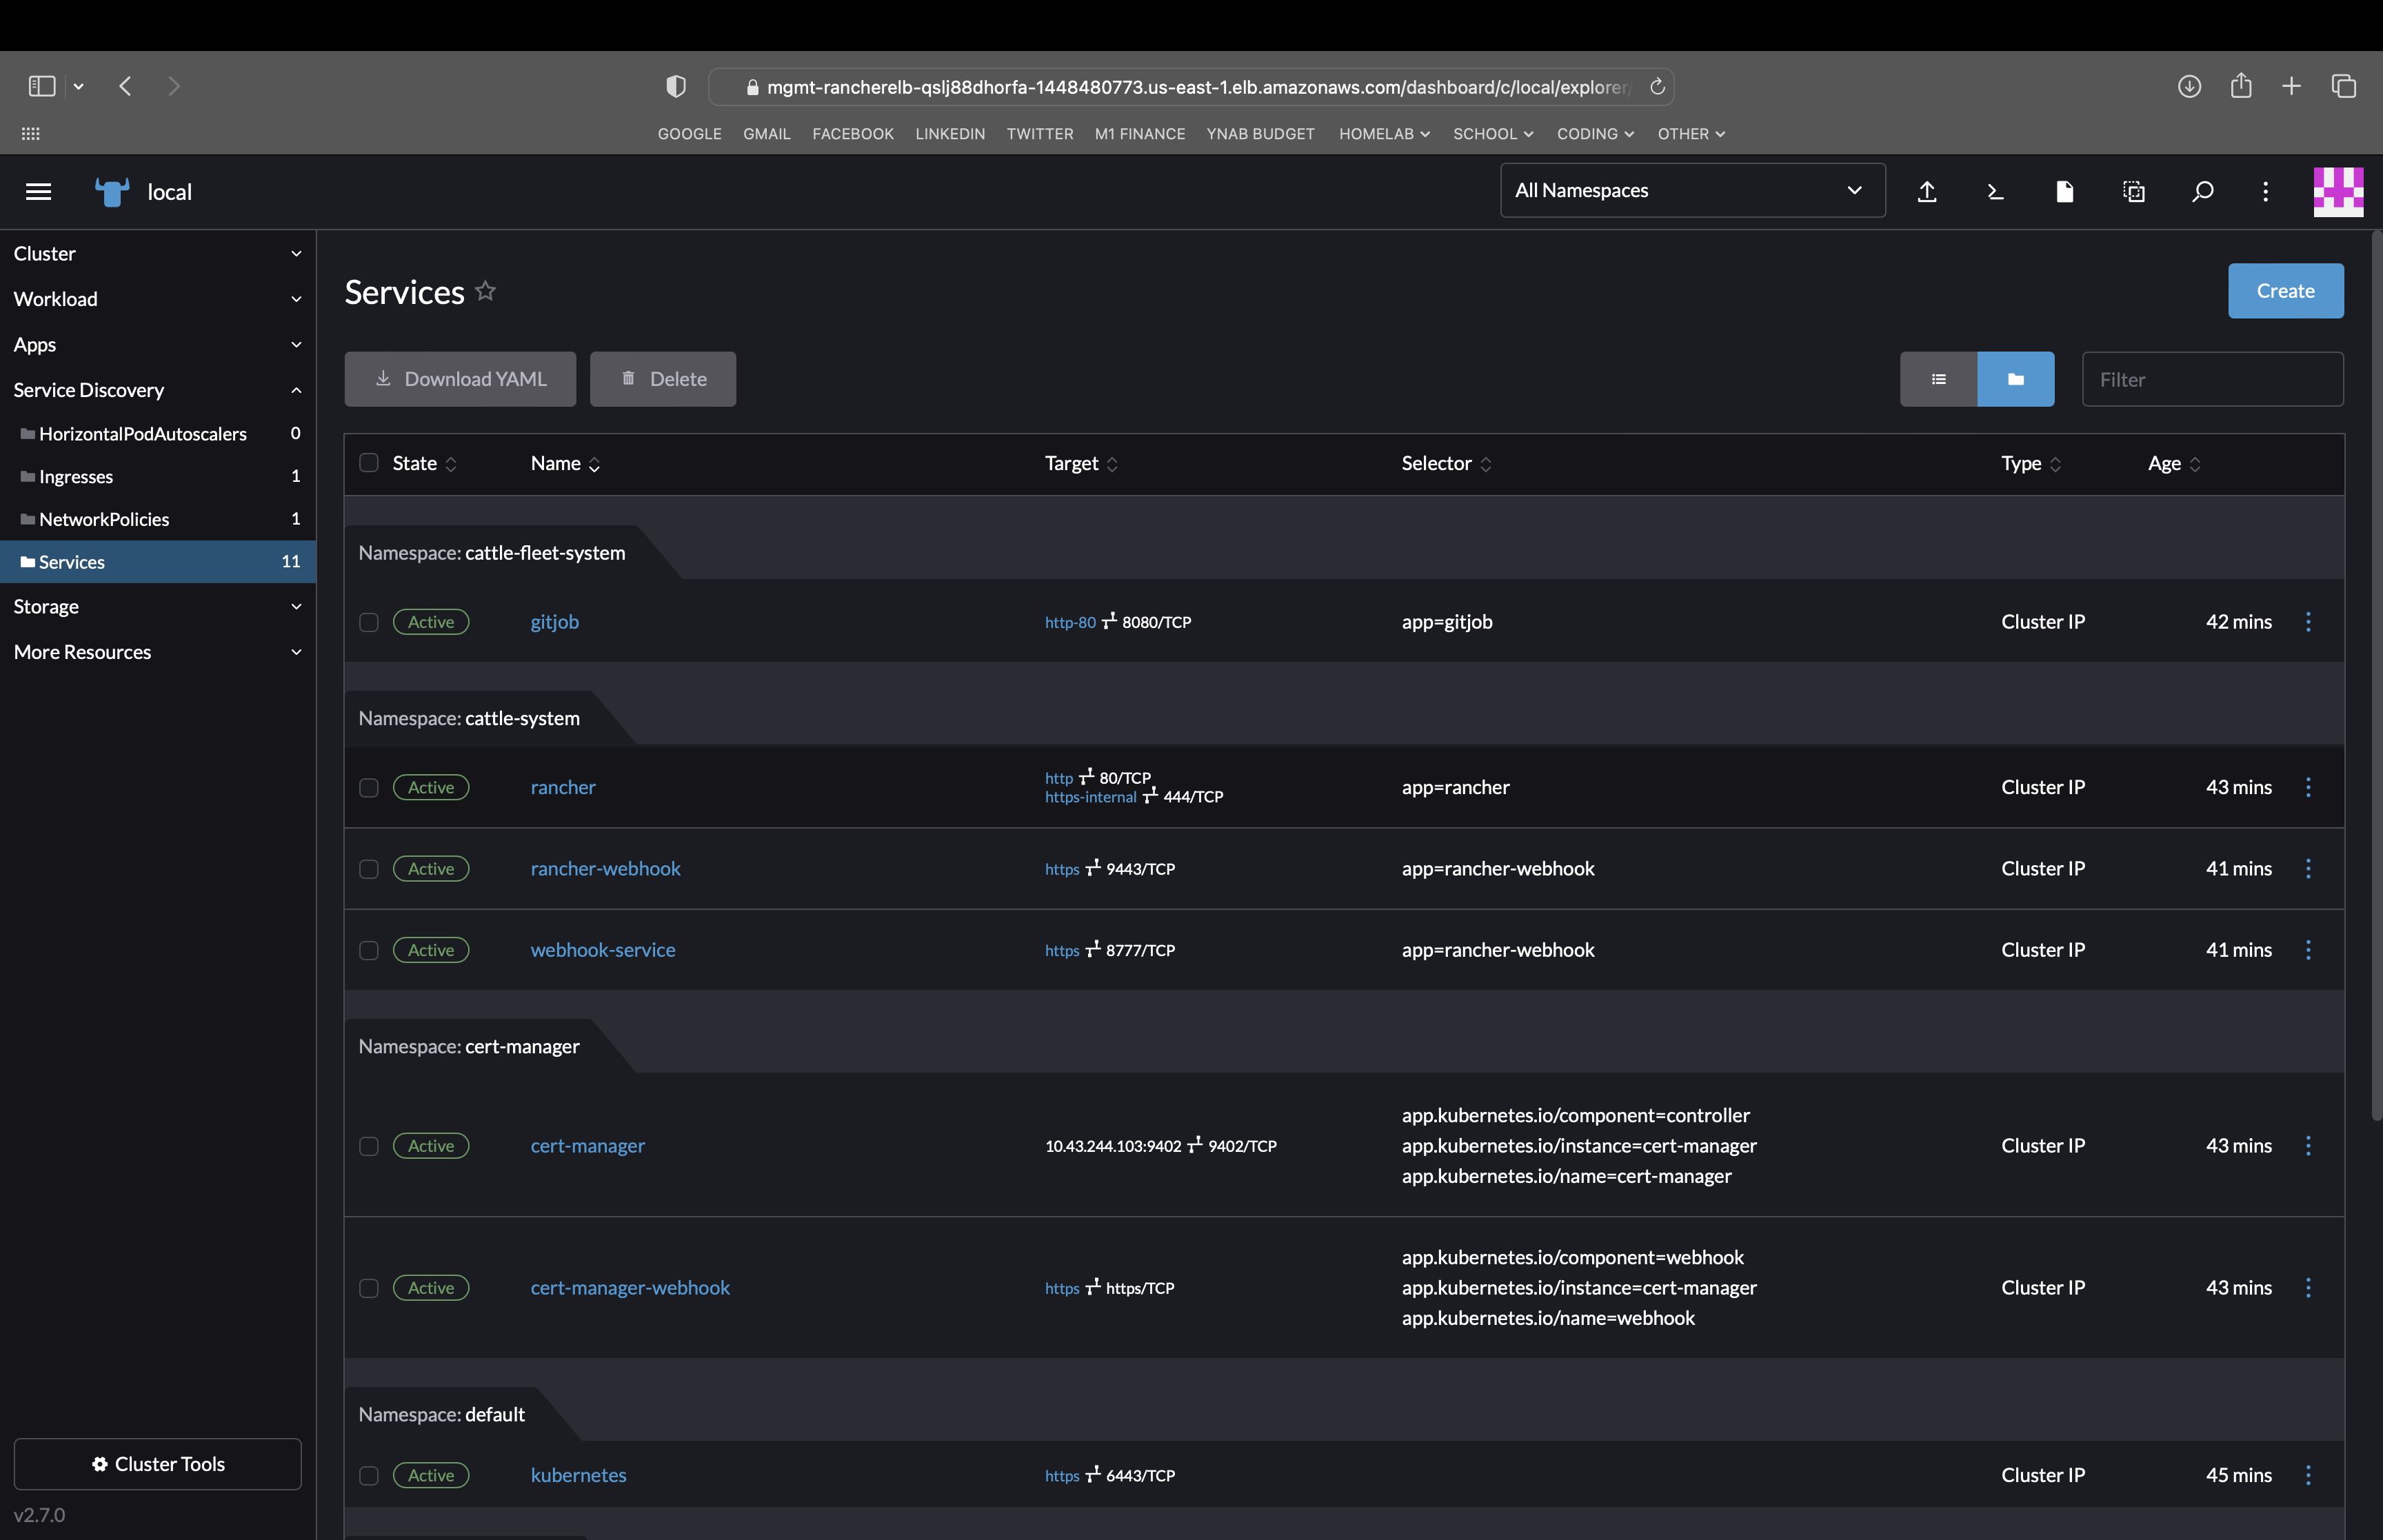 mgmt-rancherelb-qslj88dhorfa-1448480773.us-east-1.elb.amazonaws.com/dashboard/c/local/explorer/
GOOGLE GMAIL FACEBOOK LINKEDIN TWITTER M1 FINANCE YNAB BUDGET HOMELAB SCHOOL CODING OTHER
local
All Namespaces
Cluster
Workload
Apps
Service Discovery
HorizontalPodAutoscalers 0
Ingresses 1
NetworkPolicies 1
Services 11
Storage
More Resources
Cluster Tools
v2.7.0
Services
Create
Download YAML
Delete
Filter
State Name Target Selector Type Age
Namespace: cattle-fleet-system
Active gitjob http-80 8080/TCP app=gitjob Cluster IP 42 mins
Namespace: cattle-system
Active rancher http 80/TCP
https-internal 444/TCP app=rancher Cluster IP 43 mins
Active rancher-webhook https 9443/TCP app=rancher-webhook Cluster IP 41 mins
Active webhook-service https 8777/TCP app=rancher-webhook Cluster IP 41 mins
Namespace: cert-manager
app.kubernetes.io/component=controller
Active cert-manager 10.43.244.103:9402 9402/TCP app.kubernetes.io/instance=cert-manager Cluster IP 43 mins
app.kubernetes.io/name=cert-manager
app.kubernetes.io/component=webhook
Active cert-manager-webhook https https/TCP app.kubernetes.io/instance=cert-manager Cluster IP 43 mins
app.kubernetes.io/name=webhook
Namespace: default
Active kubernetes https 6443/TCP Cluster IP 45 mins